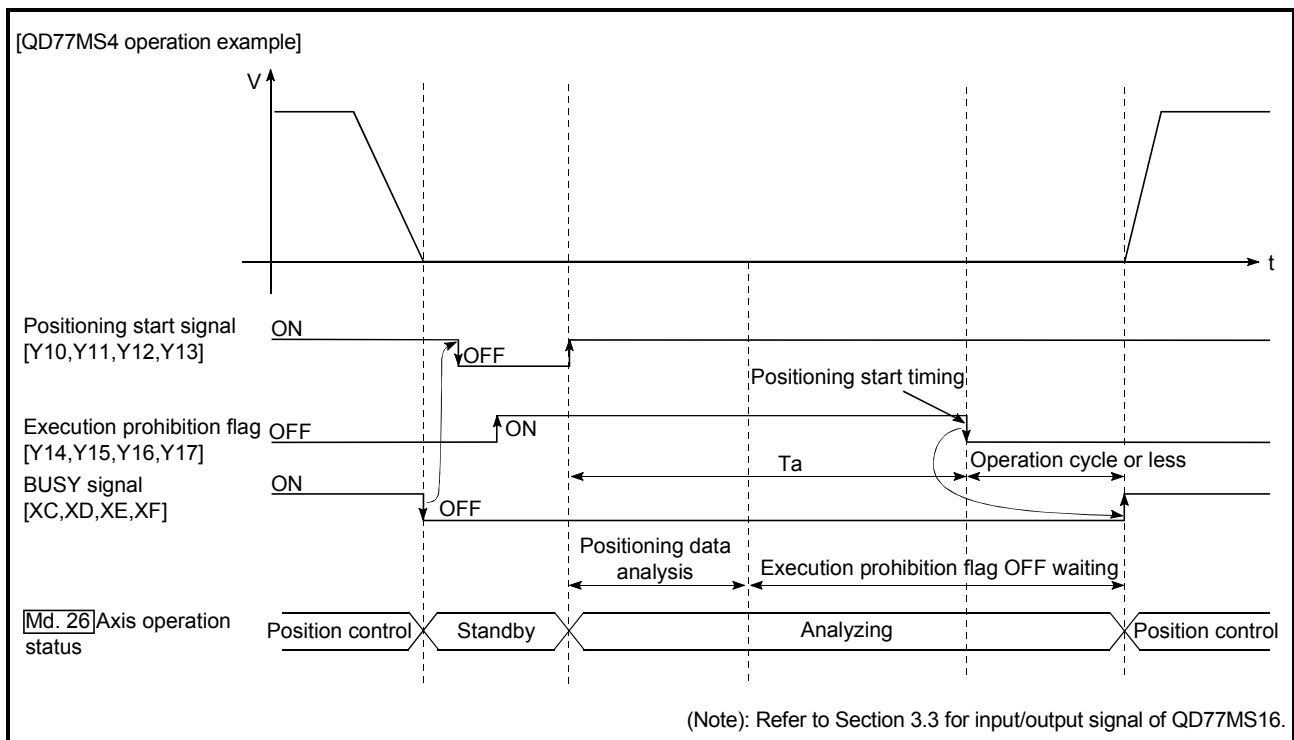 [QD77MS4 operation example]
V
t
Positioning start signal
[Y10,Y11,Y12,Y13]
ON
OFF
Positioning start timing
Execution prohibition flag
[Y14,Y15,Y16,Y17]
OFF
ON
Ta
Operation cycle or less
BUSY signal
[XC,XD,XE,XF]
ON
OFF
Positioning data
analysis
Execution prohibition flag OFF waiting
Md. 26 Axis operation
status
Position control
Standby
Analyzing
Position control
(Note): Refer to Section 3.3 for input/output signal of QD77MS16.